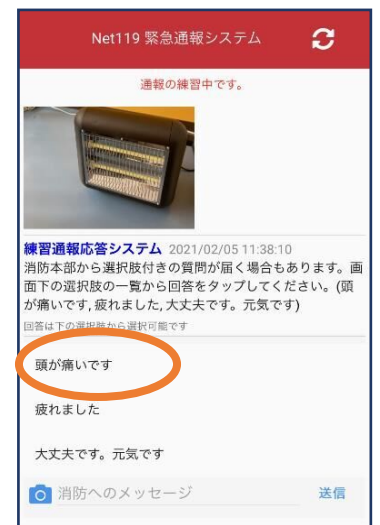 Net119 緊急通報システム
通報の練習中です。
練習通報応答システム 2021/02/05 11:38:10
消防本部から選択肢付きの質問が届く場合もあります。画
面下の選択肢の一覧から回答をタップしてください。(頭
が痛いです, 疲れました, 大丈夫です。元気です)
回答は下の選択肢から選択可能です
頭が痛いです
疲れました
大丈夫です。元気です
消防へのメッセージ 送信